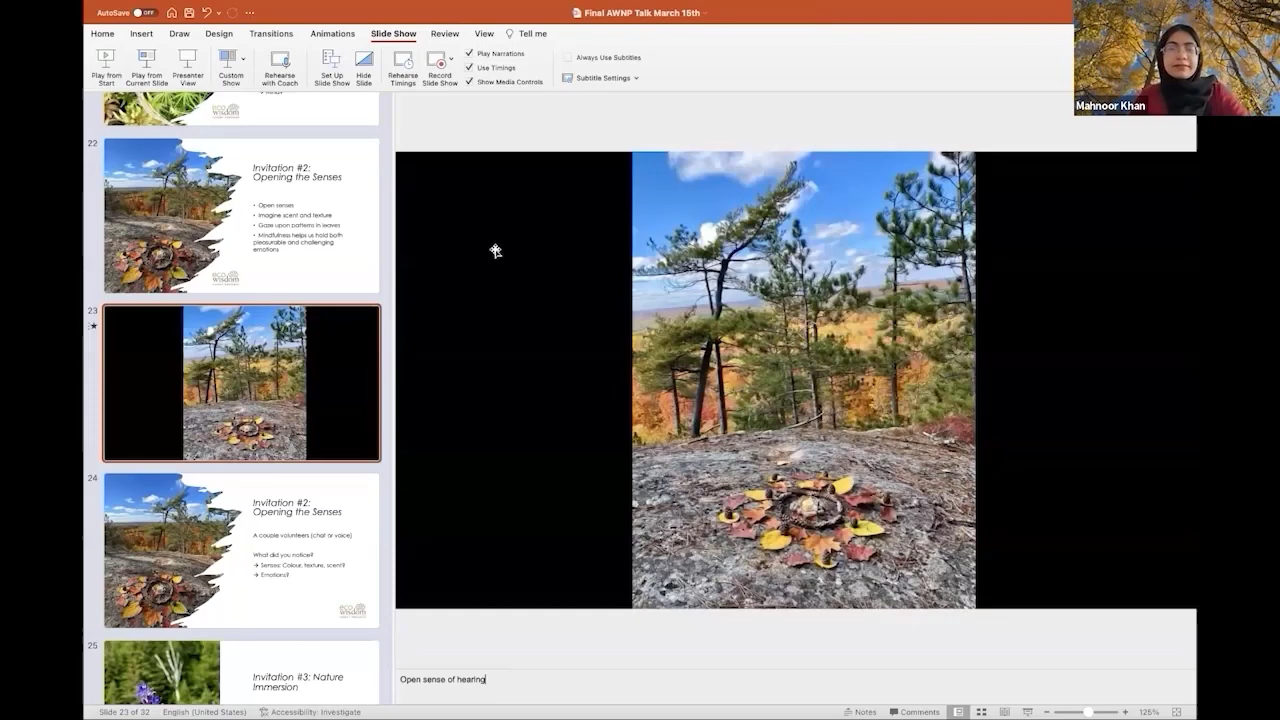 AutoSave OFF
Final AWNP Talk March 15th
Home Insert Draw Design Transitions Animations Slide Show Review View Tell me
Play from Start
Play from Current Slide
Presenter View
Custom Show
Rehearse with Coach
Set Up Slide Show
Hide Slide
Rehearse Timings
Record Slide Show
Play Narrations
Use Timings
Show Media Controls
Always Use Subtitles
Subtitle Settings
Mahnoor Khan
eco
wisdom
22
Invitation #2:
Opening the Senses
• Open senses
• Imagine scent and texture
• Gaze upon patterns in leaves
• Mindfulness helps us hold both
pleasurable and challenging
emotions
eco
wisdom
23
24
Invitation #2:
Opening the Senses
A couple volunteers (chat or voice)
What did you notice?
→ Senses: Colour, texture, scent?
→ Emotions?
eco
wisdom
25
Invitation #3: Nature
Immersion
Open sense of hearing
Slide 23 of 32 English (United States) Accessibility: Investigate Notes Comments 125%